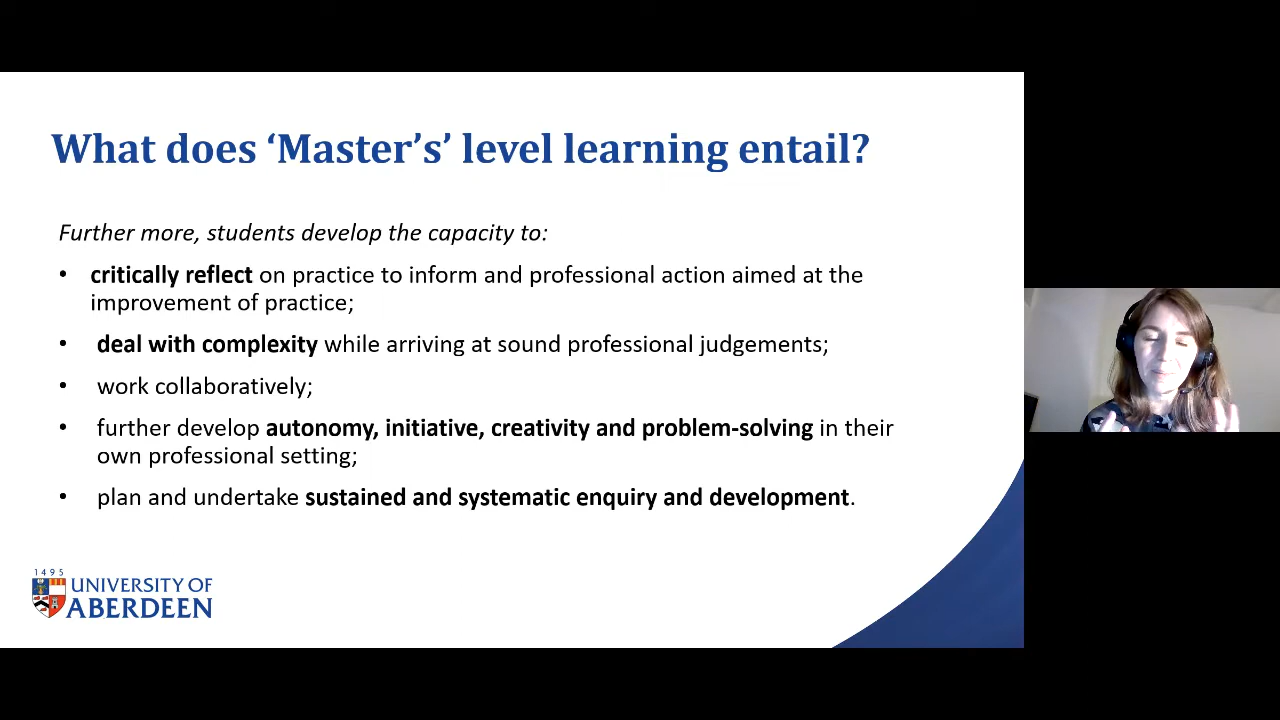 What does ‘Master’s’ level learning entail?
Further more, students develop the capacity to:
• critically reflect on practice to inform and professional action aimed at the
improvement of practice;
• deal with complexity while arriving at sound professional judgements;
• work collaboratively;
• further develop autonomy, initiative, creativity and problem-solving in their
own professional setting;
• plan and undertake sustained and systematic enquiry and development.
1495
UNIVERSITY OF
ABERDEEN